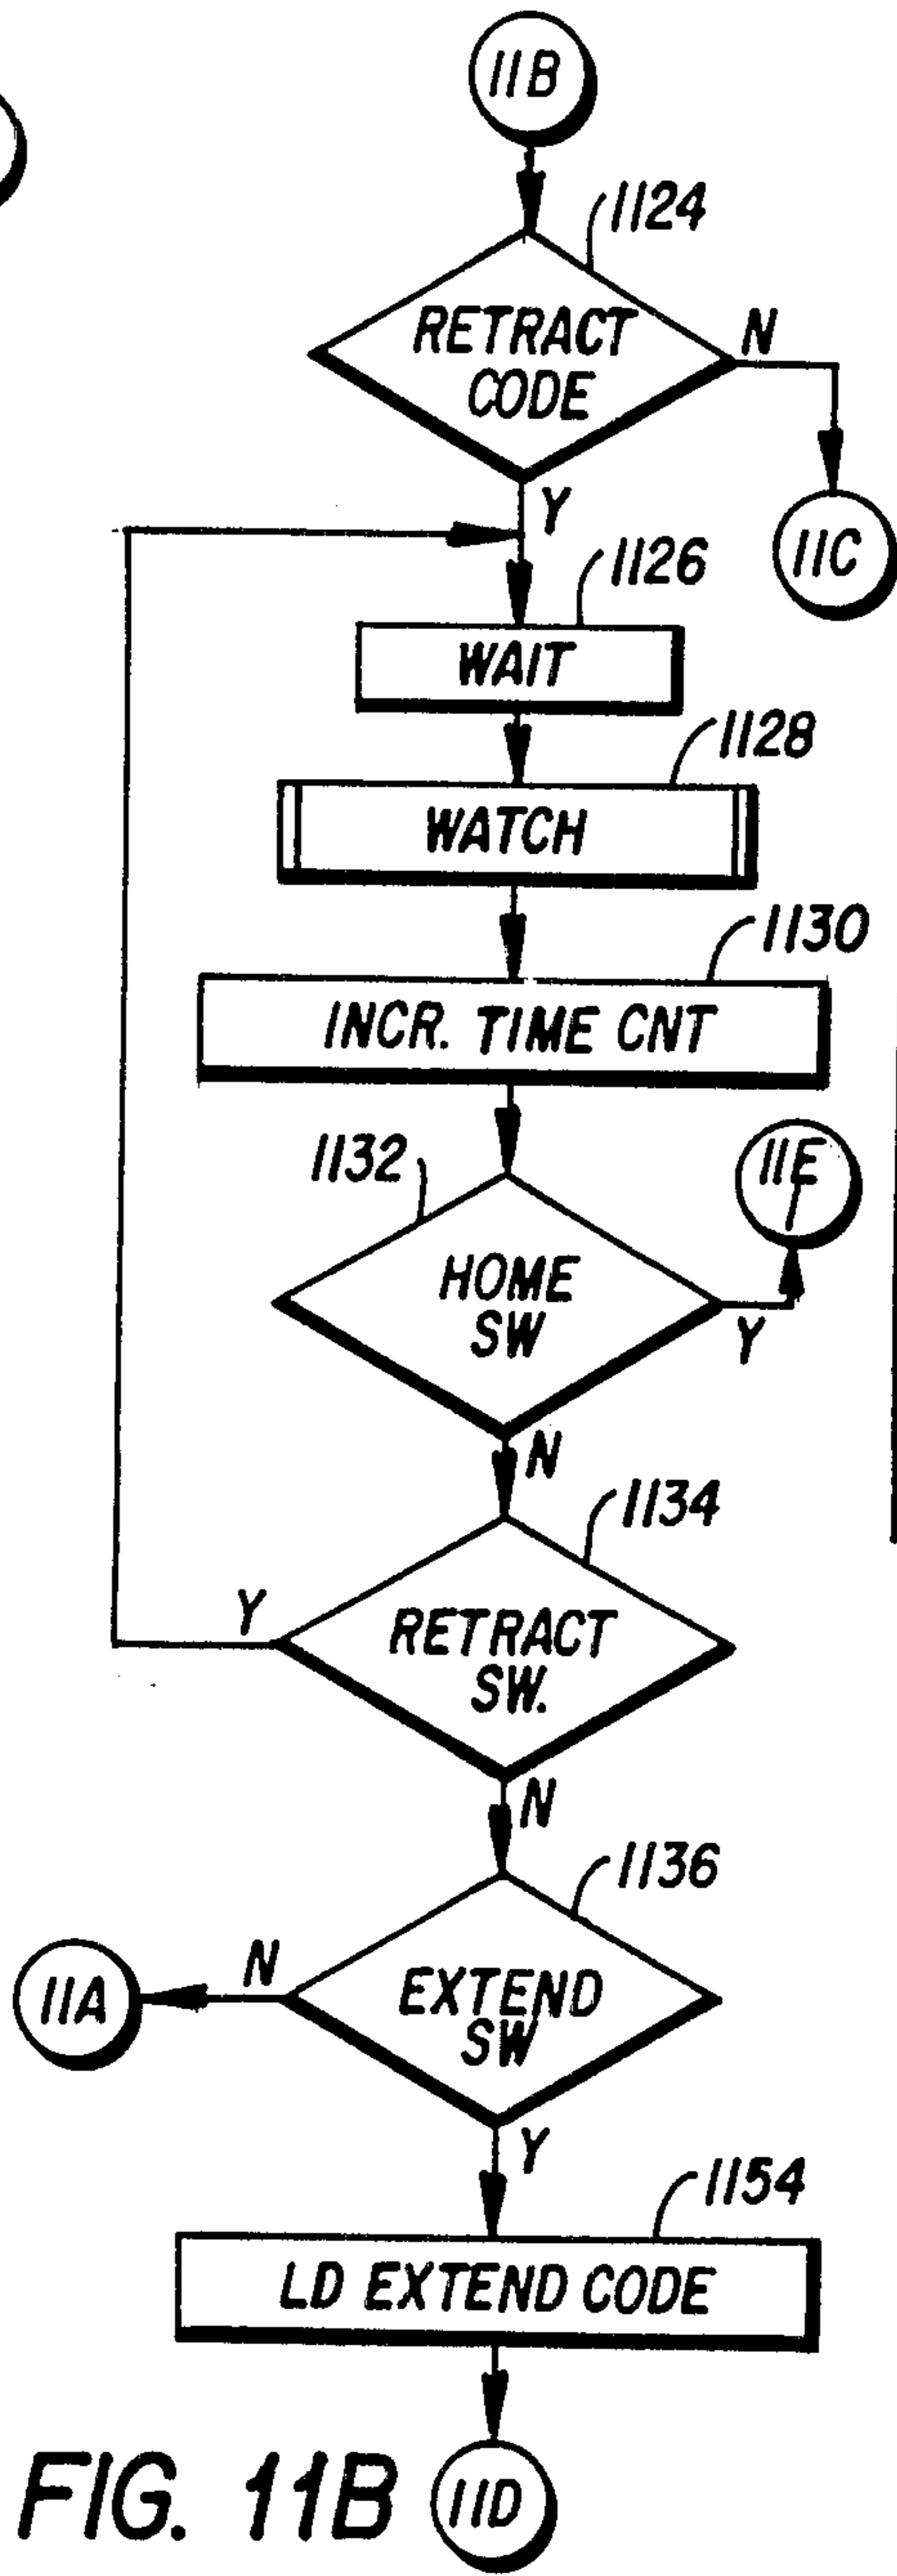 11B
1124
RETRACT
CODE
N
Y
11C
1126
WAIT
1128
WATCH
1130
INCR. TIME CNT
1132
11E
HOME
SW
Y
N
1134
Y
RETRACT
SW.
N
1136
N
11A
EXTEND
SW
Y
1154
LD EXTEND CODE
FIG. 11B
11D